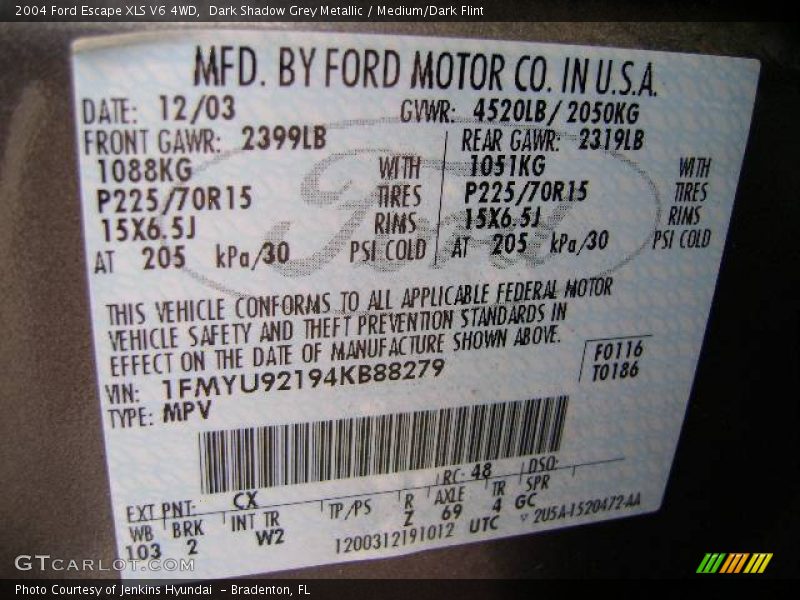 2004 Ford Escape XLS V6 4WD,  Dark Shadow Grey Metallic / Medium/Dark Flint
MFD. BY FORD MOTOR CO. IN U.S.A.
DATE: 12/03 GVWR: 4520LB/ 2050KG
FRONT GAWR: 2399LB REAR GAWR: 2319LB
1088KG WITH 1051KG WITH
P225/70R15 TIRES P225/70R15 TIRES
15X6.5J RIMS 15X6.5J RIMS
AT 205 kPa/30 PSI COLD AT 205 kPa/30 PSI COLD
Ford
THIS VEHICLE CONFORMS TO ALL APPLICABLE FEDERAL MOTOR
VEHICLE SAFETY AND THEFT PREVENTION STANDARDS IN
EFFECT ON THE DATE OF MANUFACTURE SHOWN ABOVE.
F0116
T0186
VIN: 1FMYU92194KB88279
TYPE: MPV
RC: 48 DSO:
EXT PNT: CX
WB BRK INT TR TP/PS R AXLE TR SPR
103 2 W2 Z 69 4 GC
1200312191012 UTC 2U5A-1520472-AA
GTCARLOT.COM
Photo Courtesy of Jenkins Hyundai  - Bradenton, FL